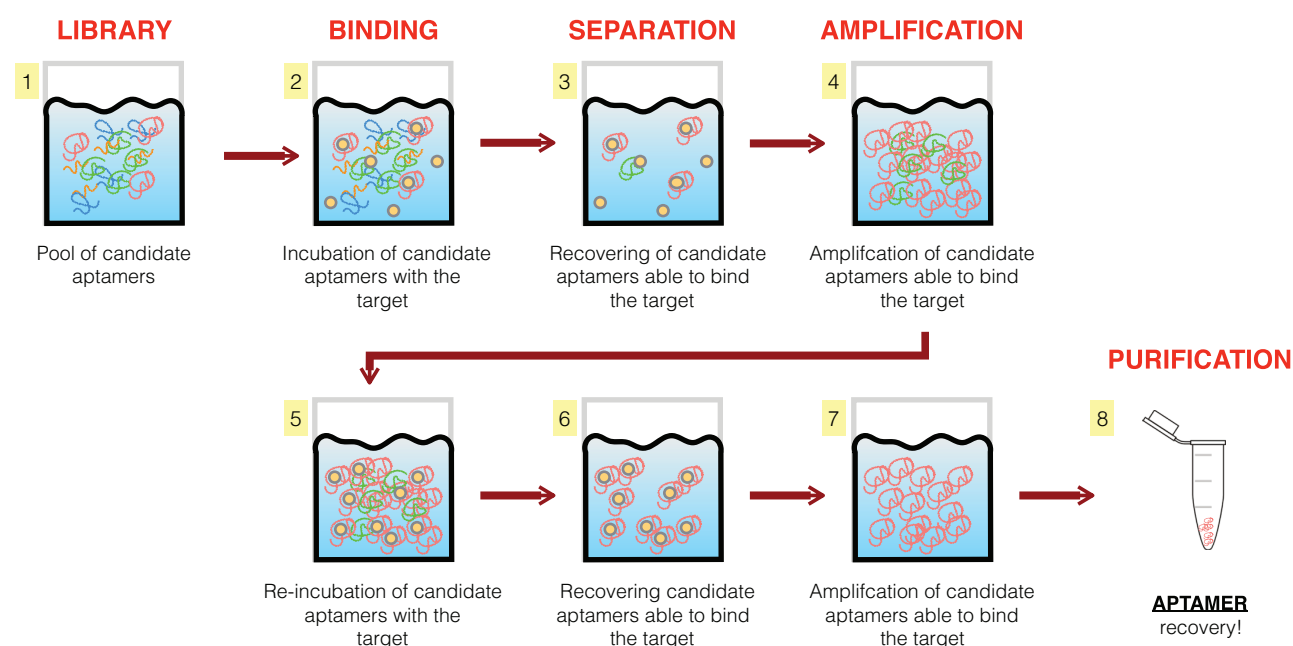 LIBRARY
BINDING
SEPARATION
AMPLIFICATION
1
2
3
4
Pool of candidate
aptamers
Incubation of candidate
aptamers with the
target
Recovering of candidate
aptamers able to bind
the target
Amplifcation of candidate
aptamers able to bind
the target
PURIFICATION
5
6
7
8
Re-incubation of candidate
aptamers with the
target
Recovering candidate
aptamers able to bind
the target
Amplifcation of candidate
aptamers able to bind
the target
APTAMER
recovery!